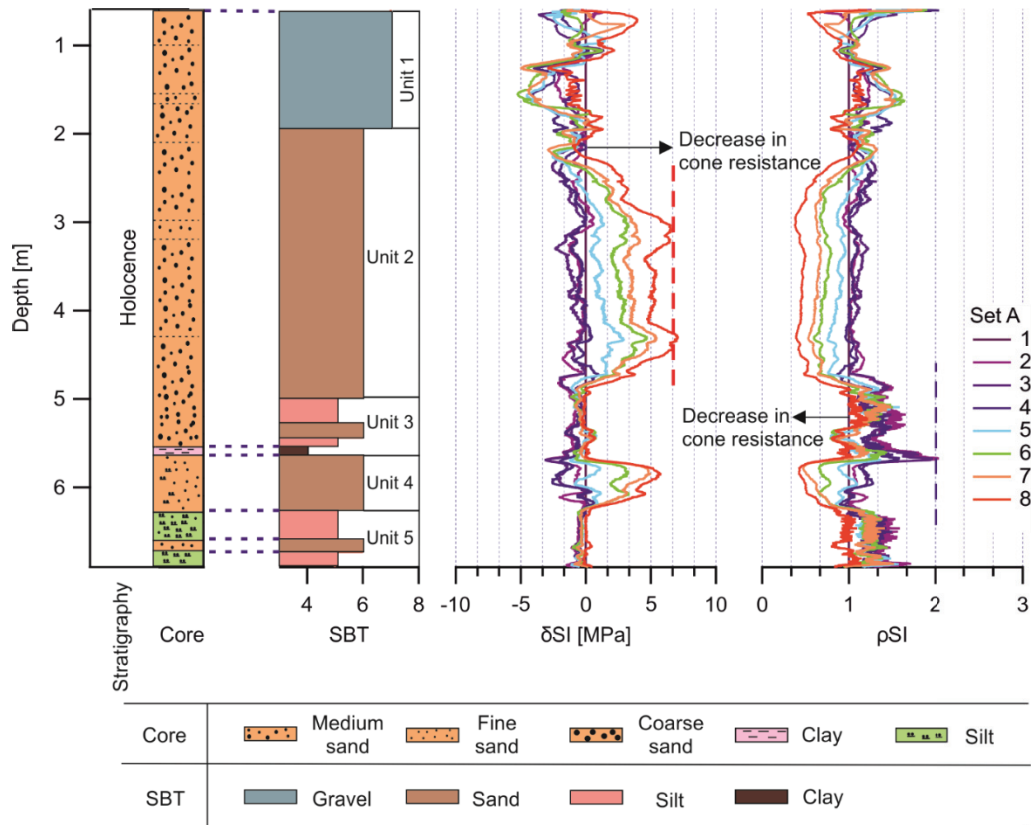 Depth [m]
1
2
3
4
5
6
Holocene
Unit 1
Unit 2
Unit 3
Unit 4
Unit 5
Decrease in
cone resistance
Decrease in
cone resistance
Set A
1
2
3
4
5
6
7
8
4 6 8
-10 -5 0 5 10
0 1 2 3
Stratigraphy
Core
SBT
δSI [MPa]
ρSI
Core
Medium
sand
Fine
sand
Coarse
sand
Clay
Silt
SBT
Gravel
Sand
Silt
Clay